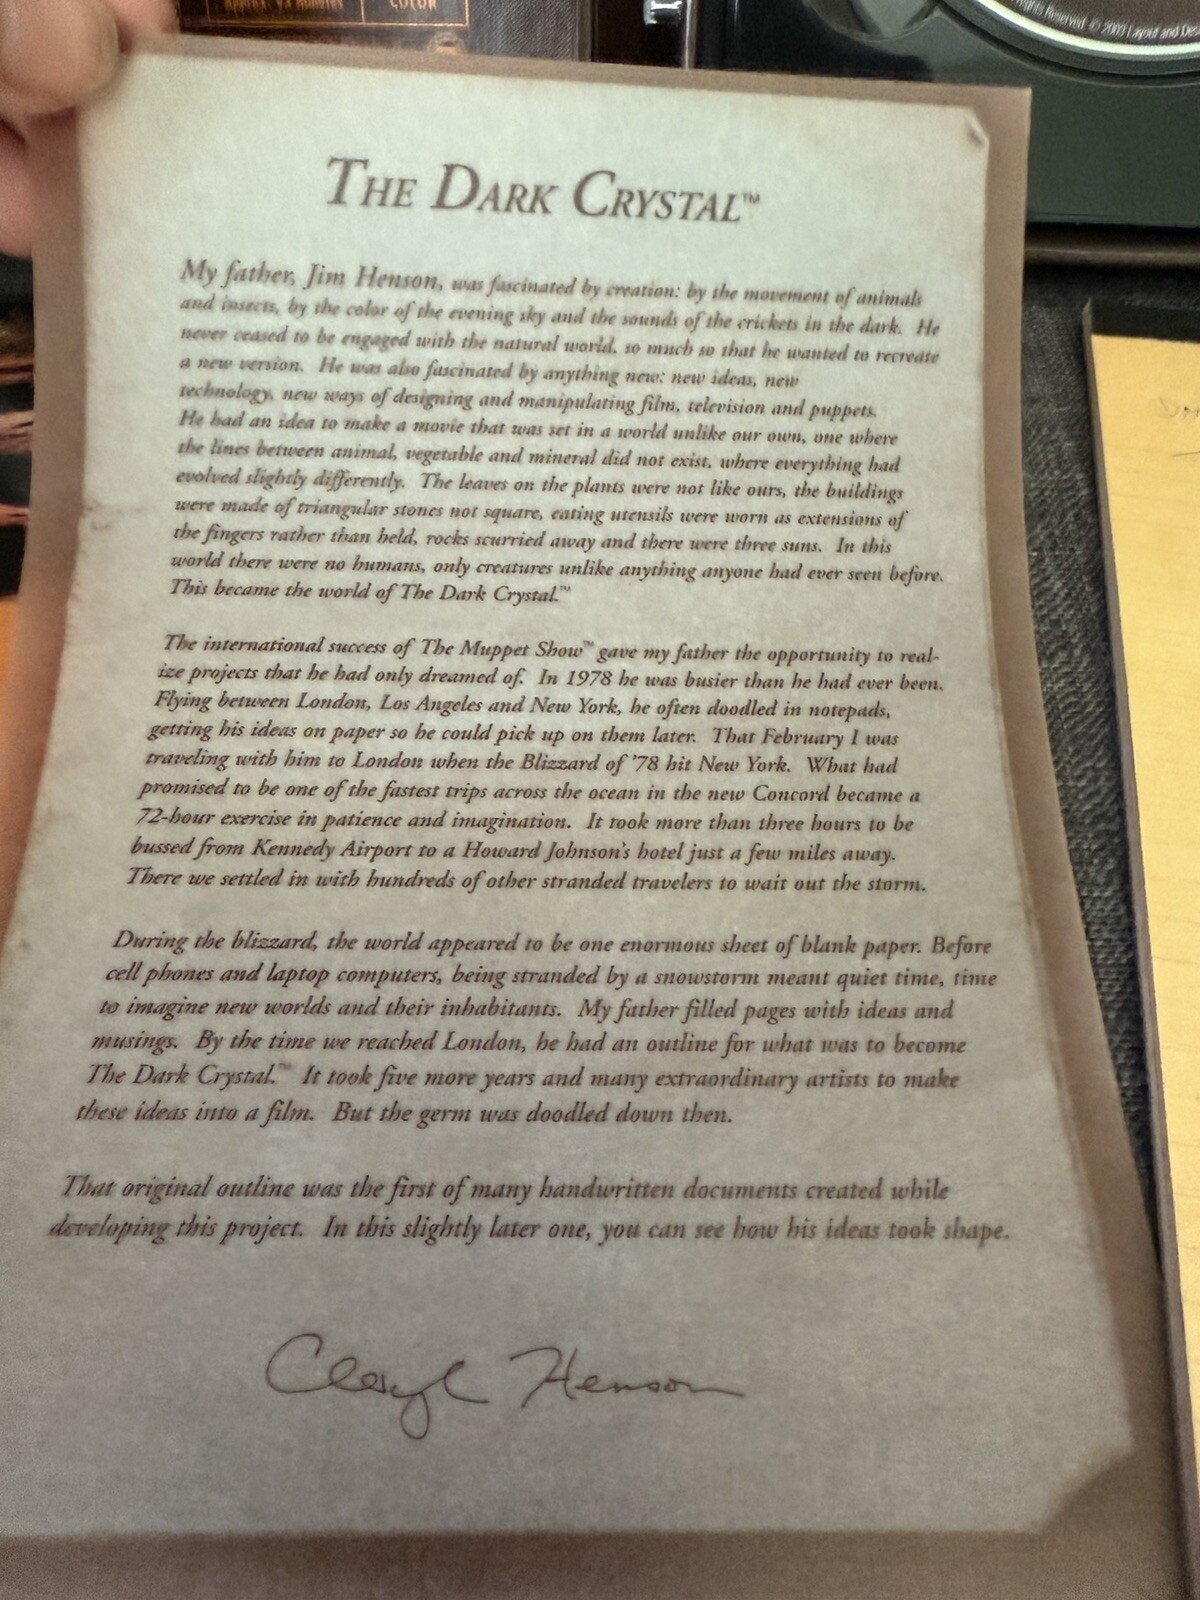 COLOR
Rights Reserved © 2003 Layout and Des
THE DARK CRYSTAL™
My father, Jim Henson, was fascinated by creation: by the movement of animals
and insects, by the color of the evening sky and the sounds of the crickets in the dark. He
never ceased to be engaged with the natural world, so much so that he wanted to recreate
a new version. He was also fascinated by anything new: new ideas, new
technology, new ways of designing and manipulating film, television and puppets.
He had an idea to make a movie that was set in a world unlike our own, one where
the lines between animal, vegetable and mineral did not exist, where everything had
evolved slightly differently. The leaves on the plants were not like ours, the buildings
were made of triangular stones not square, eating utensils were worn as extensions of
the fingers rather than held, rocks scurried away and there were three suns. In this
world there were no humans, only creatures unlike anything anyone had ever seen before.
This became the world of The Dark Crystal.™
The international success of The Muppet Show™ gave my father the opportunity to real-
ize projects that he had only dreamed of. In 1978 he was busier than he had ever been.
Flying between London, Los Angeles and New York, he often doodled in notepads,
getting his ideas on paper so he could pick up on them later. That February I was
traveling with him to London when the Blizzard of '78 hit New York. What had
promised to be one of the fastest trips across the ocean in the new Concord became a
72-hour exercise in patience and imagination. It took more than three hours to be
bussed from Kennedy Airport to a Howard Johnson's hotel just a few miles away.
There we settled in with hundreds of other stranded travelers to wait out the storm.
During the blizzard, the world appeared to be one enormous sheet of blank paper. Before
cell phones and laptop computers, being stranded by a snowstorm meant quiet time, time
to imagine new worlds and their inhabitants. My father filled pages with ideas and
musings. By the time we reached London, he had an outline for what was to become
The Dark Crystal.™ It took five more years and many extraordinary artists to make
these ideas into a film. But the germ was doodled down then.
That original outline was the first of many handwritten documents created while
developing this project. In this slightly later one, you can see how his ideas took shape.
Cheryl Henson